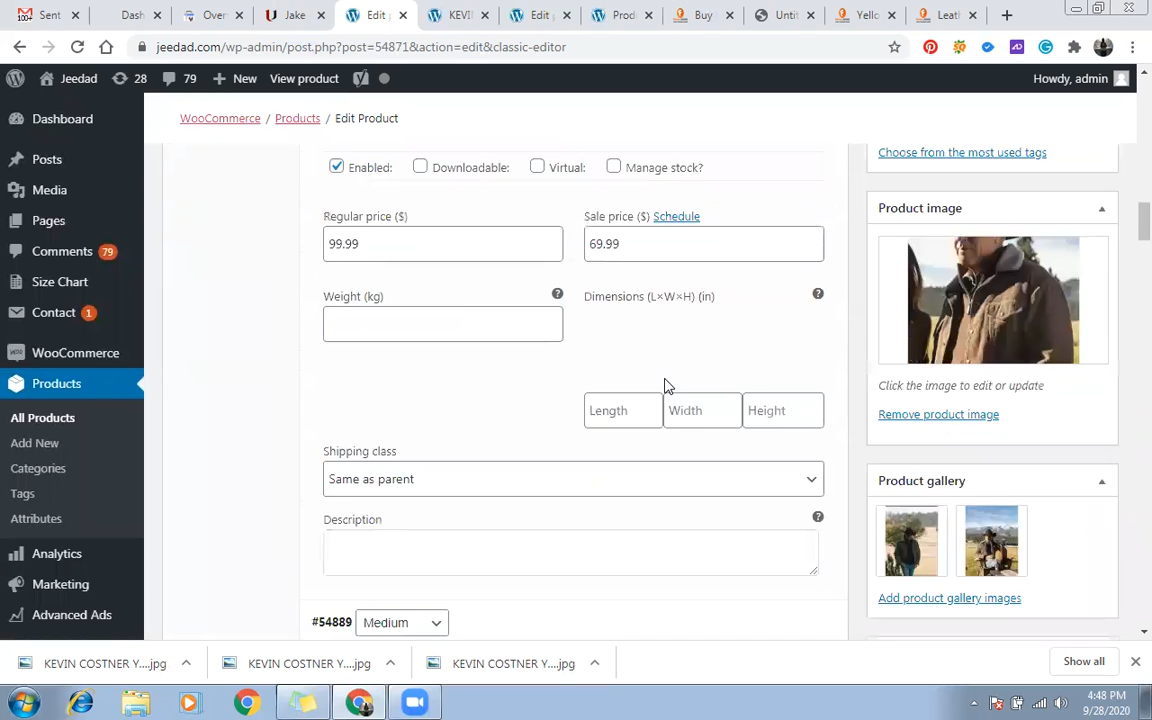 100+ Sent × Dash Over × Jake × Edit p × KEVIN × Edit p × Prod × Buy × Untit × Yello × Leath × +
jeedad.com/wp-admin/post.php?post=54871&action=edit&classic-editor
Jeedad 28 79 + New View product Howdy, admin
Dashboard
Posts
Media
Pages
Comments 79
Size Chart
Contact 1
WooCommerce
Products
All Products
Add New
Categories
Tags
Attributes
Analytics
Marketing
Advanced Ads
WooCommerce / Products / Edit Product
Enabled: Downloadable: Virtual: Manage stock?
Regular price ($) Sale price ($) Schedule
99.99 69.99
Weight (kg) ? Dimensions (L×W×H) (in) ?
Length Width Height
Shipping class
Same as parent
Description ?
#54889 Medium
Choose from the most used tags
Product image
Click the image to edit or update
Remove product image
Product gallery
Add product gallery images
KEVIN COSTNER Y....jpg KEVIN COSTNER Y....jpg KEVIN COSTNER Y....jpg Show all ×
4:48 PM
9/28/2020